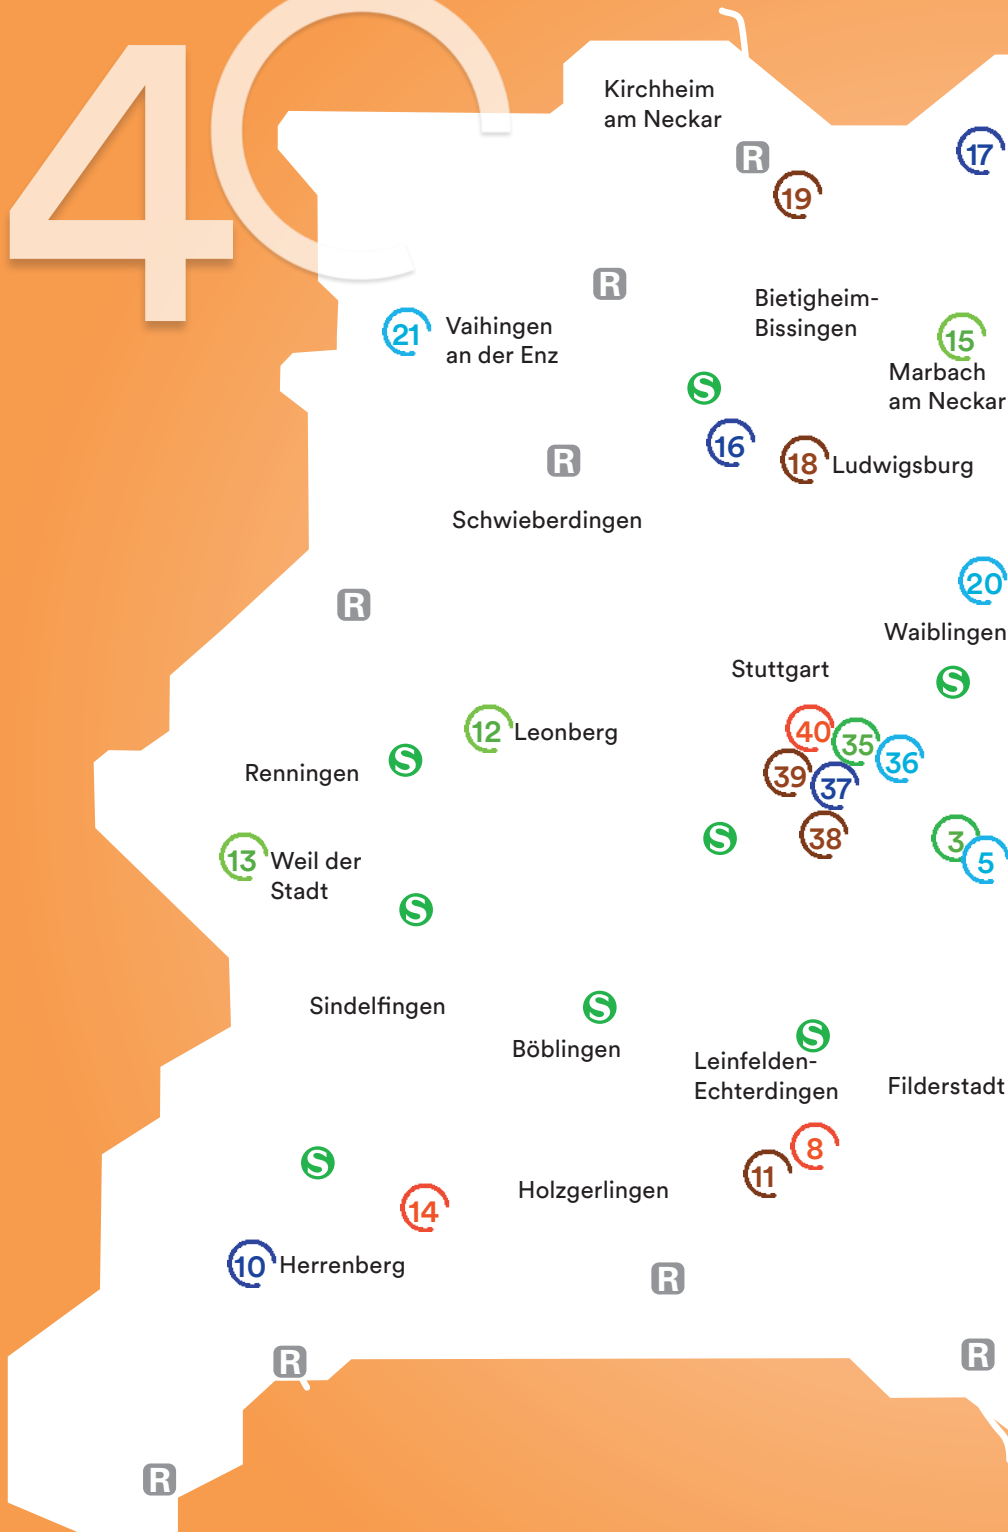 40
Kirchheim
am Neckar
R
17
19
R
Bietigheim-
Bissingen
21
Vaihingen
an der Enz
15
Marbach
am Neckar
S
16
18
Ludwigsburg
R
Schwieberdingen
20
R
Waiblingen
Stuttgart
S
12
Leonberg
40
35
36
Renningen
S
39
37
38
S
3
5
13
Weil der
Stadt
S
Sindelfingen
S
Böblingen
S
Leinfelden-
Echterdingen
Filderstadt
8
11
S
Holzgerlingen
14
10
Herrenberg
R
R
R
R